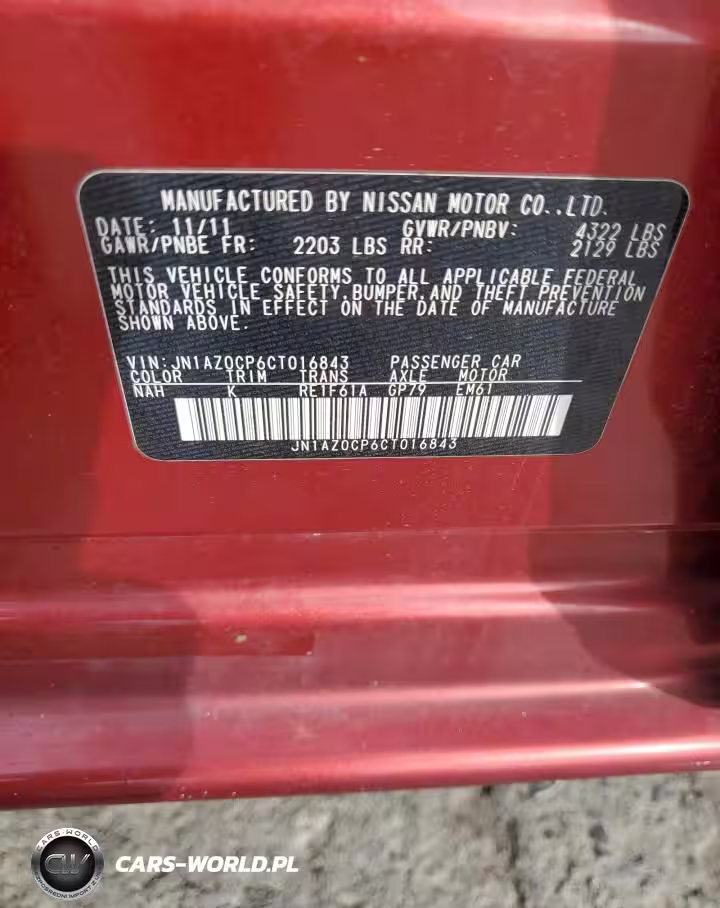 MANUFACTURED BY NISSAN MOTOR CO.,LTD.
DATE: 11/11 GVWR/PNBV: 4322 LBS
GAWR/PNBE FR: 2203 LBS RR: 2129 LBS
THIS VEHICLE CONFORMS TO ALL APPLICABLE FEDERAL
MOTOR VEHICLE SAFETY, BUMPER, AND THEFT PREVENTION
STANDARDS IN EFFECT ON THE DATE OF MANUFACTURE
SHOWN ABOVE.
VIN:JN1AZ0CP6CT016843 PASSENGER CAR
COLOR TRIM TRANS AXLE MOTOR
NAH K RE1F61A GP79 EM61
JN1AZ0CP6CT016843
CARS-WORLD
CW
CARS-WORLD.PL